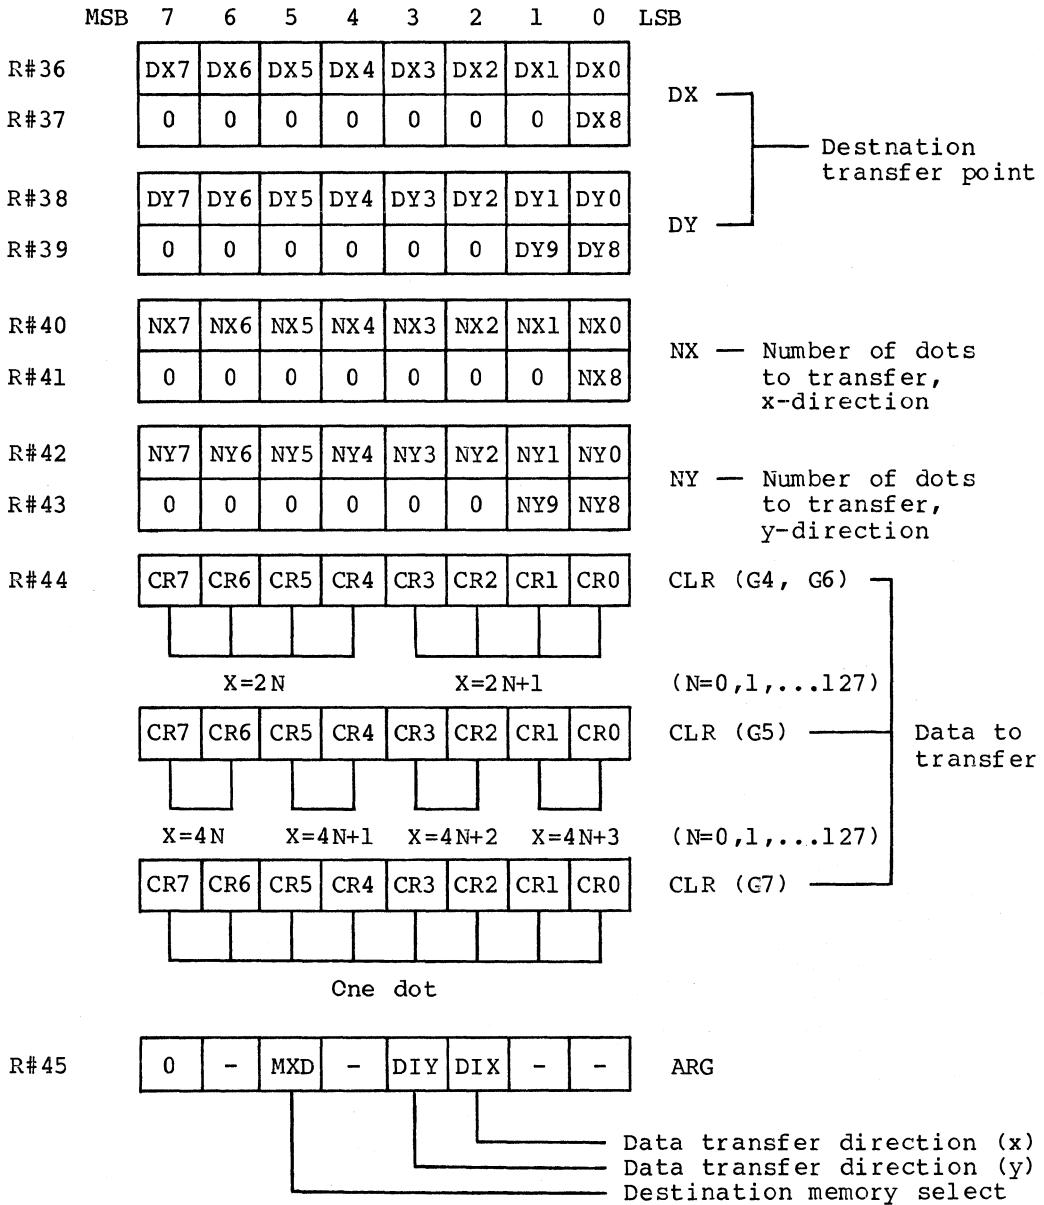 MSB 7 6 5 4 3 2 1 0 LSB
R#36 DX7 DX6 DX5 DX4 DX3 DX2 DX1 DX0
DX
R#37 0 0 0 0 0 0 0 DX8
Destnation
transfer point
R#38 DY7 DY6 DY5 DY4 DY3 DY2 DY1 DY0
DY
R#39 0 0 0 0 0 0 DY9 DY8
R#40 NX7 NX6 NX5 NX4 NX3 NX2 NX1 NX0
NX — Number of dots
R#41 0 0 0 0 0 0 0 NX8
to transfer,
x-direction
R#42 NY7 NY6 NY5 NY4 NY3 NY2 NY1 NY0
NY — Number of dots
R#43 0 0 0 0 0 0 NY9 NY8
to transfer,
y-direction
R#44 CR7 CR6 CR5 CR4 CR3 CR2 CR1 CR0 CLR (G4, G6)
X=2N X=2N+1 (N=0,1,...127)
CR7 CR6 CR5 CR4 CR3 CR2 CR1 CR0 CLR (G5)
Data to
transfer
X=4N X=4N+1 X=4N+2 X=4N+3 (N=0,1,...127)
CR7 CR6 CR5 CR4 CR3 CR2 CR1 CR0 CLR (G7)
One dot
R#45 0 - MXD - DIY DIX - - ARG
Data transfer direction (x)
Data transfer direction (y)
Destination memory select